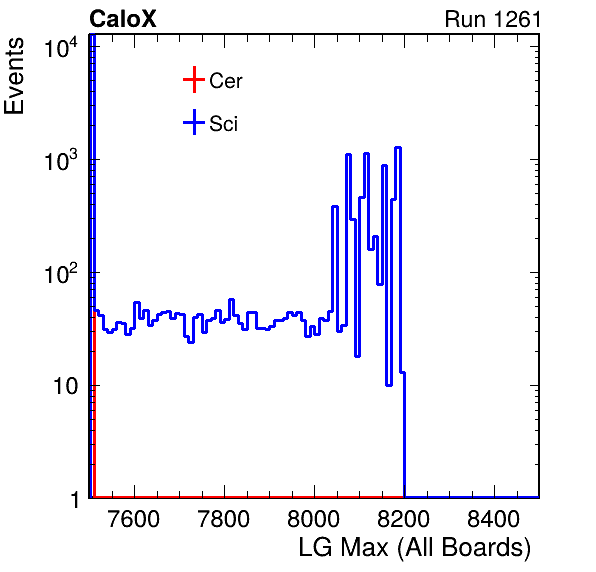 CaloX Run 1261
Events
10^4
10^3
10^2
10
1
Cer
Sci
7600 7800 8000 8200 8400
LG Max (All Boards)